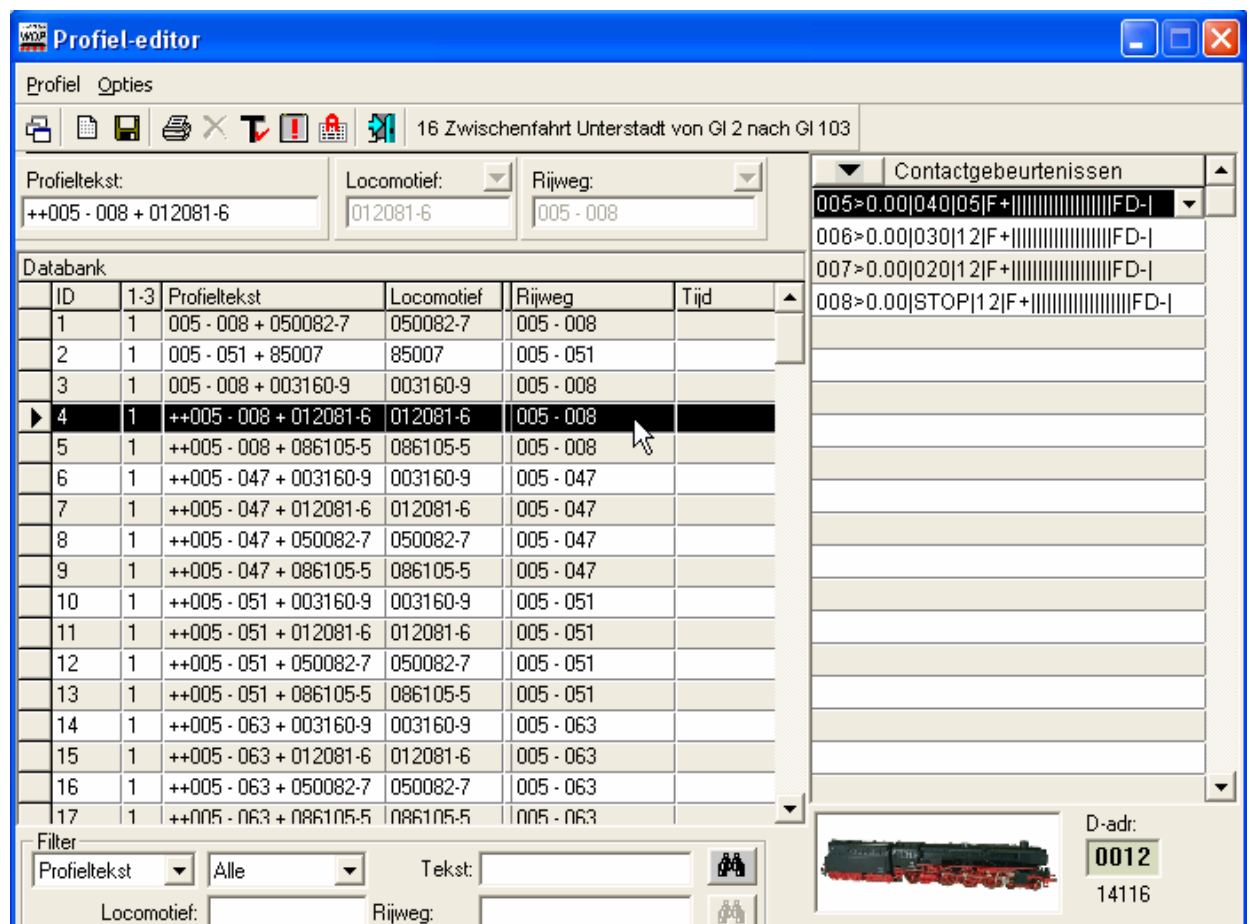 WDP Profiel-editor
Profiel Opties
16 Zwischenfahrt Unterstadt von Gl 2 nach Gl 103
Profieltekst: Locomotief: Rijweg:
++005 - 008 + 012081-6 012081-6 005 - 008
Databank
ID 1-3 Profieltekst Locomotief Rijweg Tijd
1 1 005 - 008 + 050082-7 050082-7 005 - 008
2 1 005 - 051 + 85007 85007 005 - 051
3 1 005 - 008 + 003160-9 003160-9 005 - 008
4 1 ++005 - 008 + 012081-6 012081-6 005 - 008
5 1 ++005 - 008 + 086105-5 086105-5 005 - 008
6 1 ++005 - 047 + 003160-9 003160-9 005 - 047
7 1 ++005 - 047 + 012081-6 012081-6 005 - 047
8 1 ++005 - 047 + 050082-7 050082-7 005 - 047
9 1 ++005 - 047 + 086105-5 086105-5 005 - 047
10 1 ++005 - 051 + 003160-9 003160-9 005 - 051
11 1 ++005 - 051 + 012081-6 012081-6 005 - 051
12 1 ++005 - 051 + 050082-7 050082-7 005 - 051
13 1 ++005 - 051 + 086105-5 086105-5 005 - 051
14 1 ++005 - 063 + 003160-9 003160-9 005 - 063
15 1 ++005 - 063 + 012081-6 012081-6 005 - 063
16 1 ++005 - 063 + 050082-7 050082-7 005 - 063
17 1 ++005 - 063 + 086105-5 086105-5 005 - 063
Contactgebeurtenissen
005>0.00|040|05|F+|||||||||||||||||||FD-|
006>0.00|030|12|F+|||||||||||||||||||FD-|
007>0.00|020|12|F+|||||||||||||||||||FD-|
008>0.00|STOP|12|F+|||||||||||||||||||FD-|
Filter
Profieltekst Alle Tekst:
Locomotief: Rijweg:
D-adr:
0012
14116